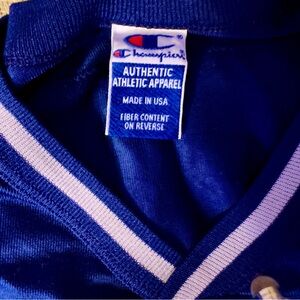 Champion
AUTHENTIC
ATHLETIC APPAREL
MADE IN USA
FIBER CONTENT
ON REVERSE